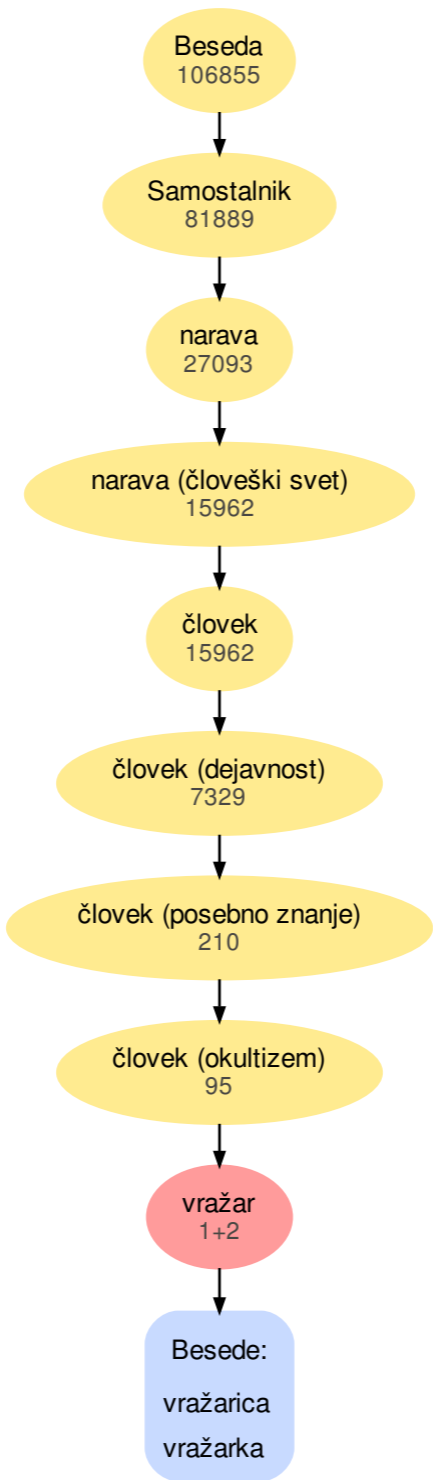 Beseda
106855
Samostalnik
81889
narava
27093
narava (človeški svet)
15962
človek
15962
človek (dejavnost)
7329
človek (posebno znanje)
210
človek (okultizem)
95
vražar
1+2
Besede:
vražarica
vražarka